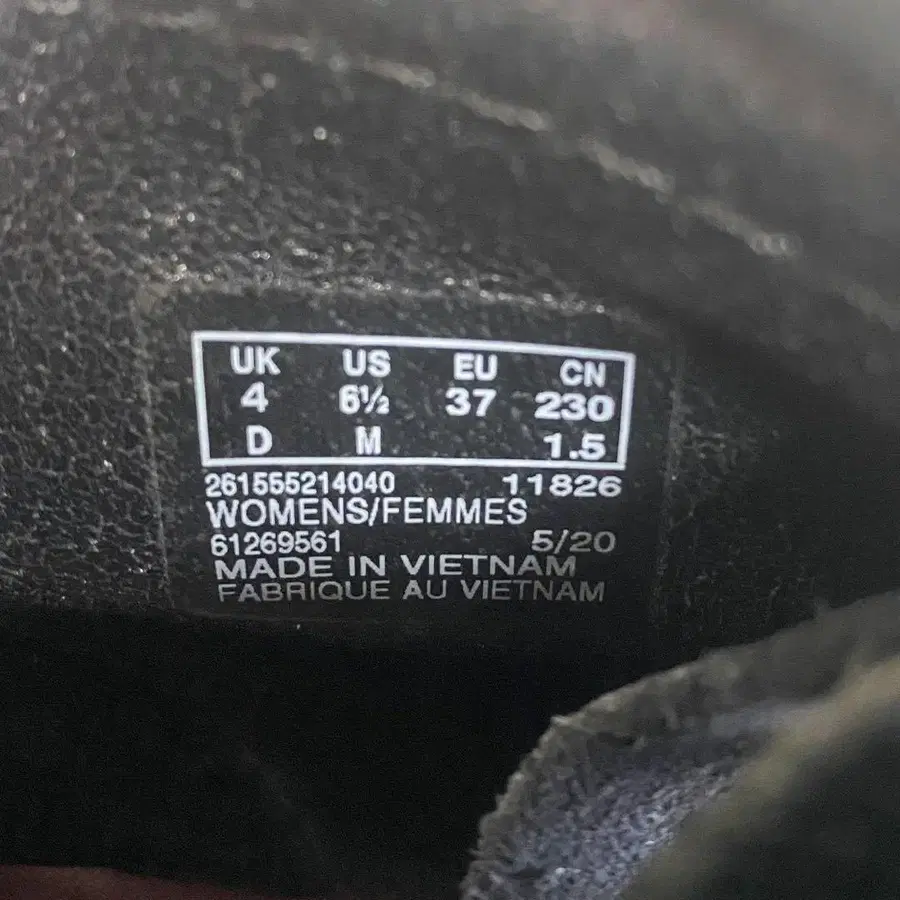 UK US EU CN
4 6½ 37 230
D M 1.5
261555214040 11826
WOMENS/FEMMES
61269561 5/20
MADE IN VIETNAM
FABRIQUE AU VIETNAM